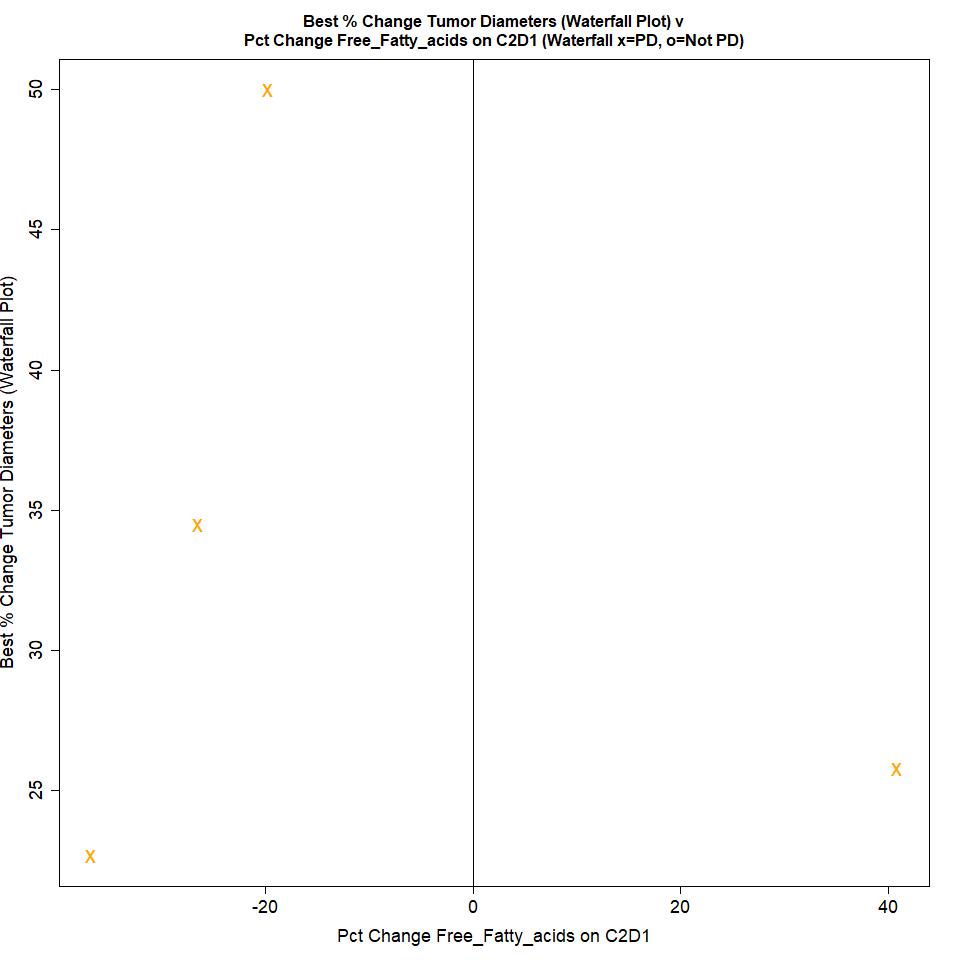 Best % Change Tumor Diameters (Waterfall Plot) v
Pct Change Free_Fatty_acids on C2D1 (Waterfall x=PD, o=Not PD)
Best % Change Tumor Diameters (Waterfall Plot)
50
45
40
35
30
25
X
X
X
X
-20
0
20
40
Pct Change Free_Fatty_acids on C2D1